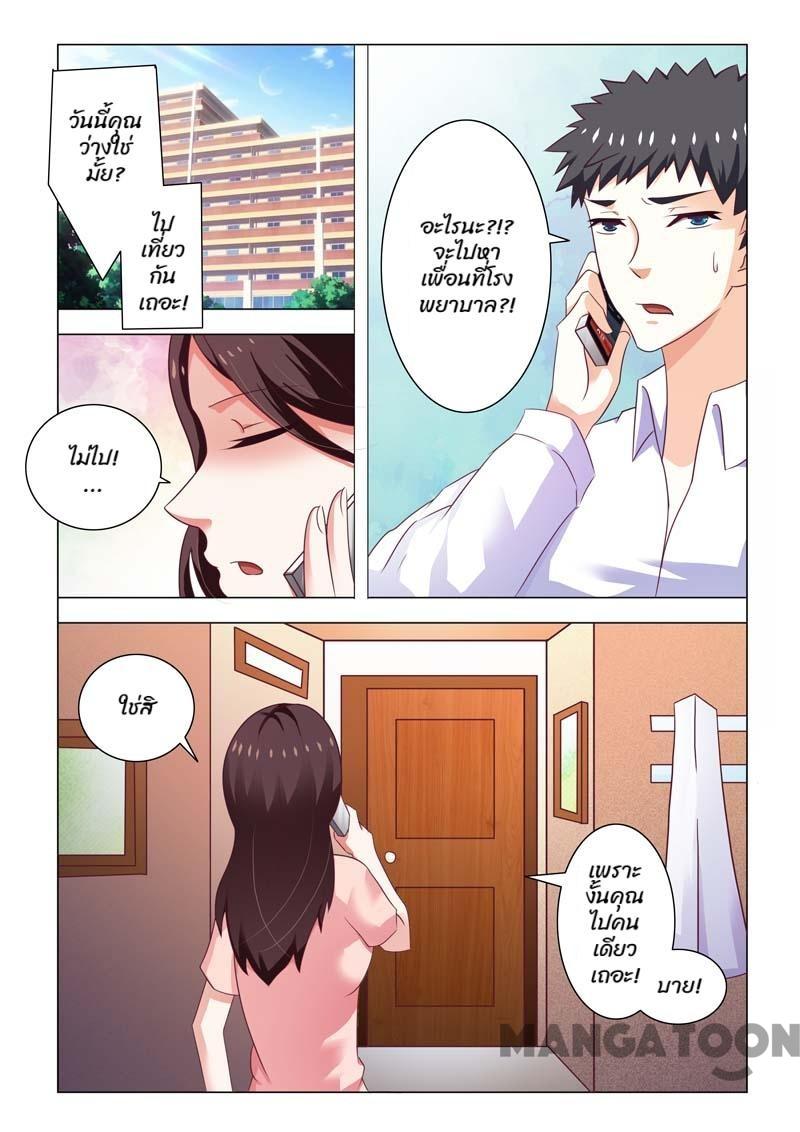 วันนี้คุณ
ว่างใช่
มั้ย?
ไป
เที่ยว
กัน
เถอะ!
อะไรนะ?!?
จะไปหา
เพื่อนที่โรง
พยาบาล?!
ไม่ไป!
...
ใช่สิ
เพราะ
งั้นคุณ
ไปคน
เดียว
เถอะ!
บาย!
MANGATOON